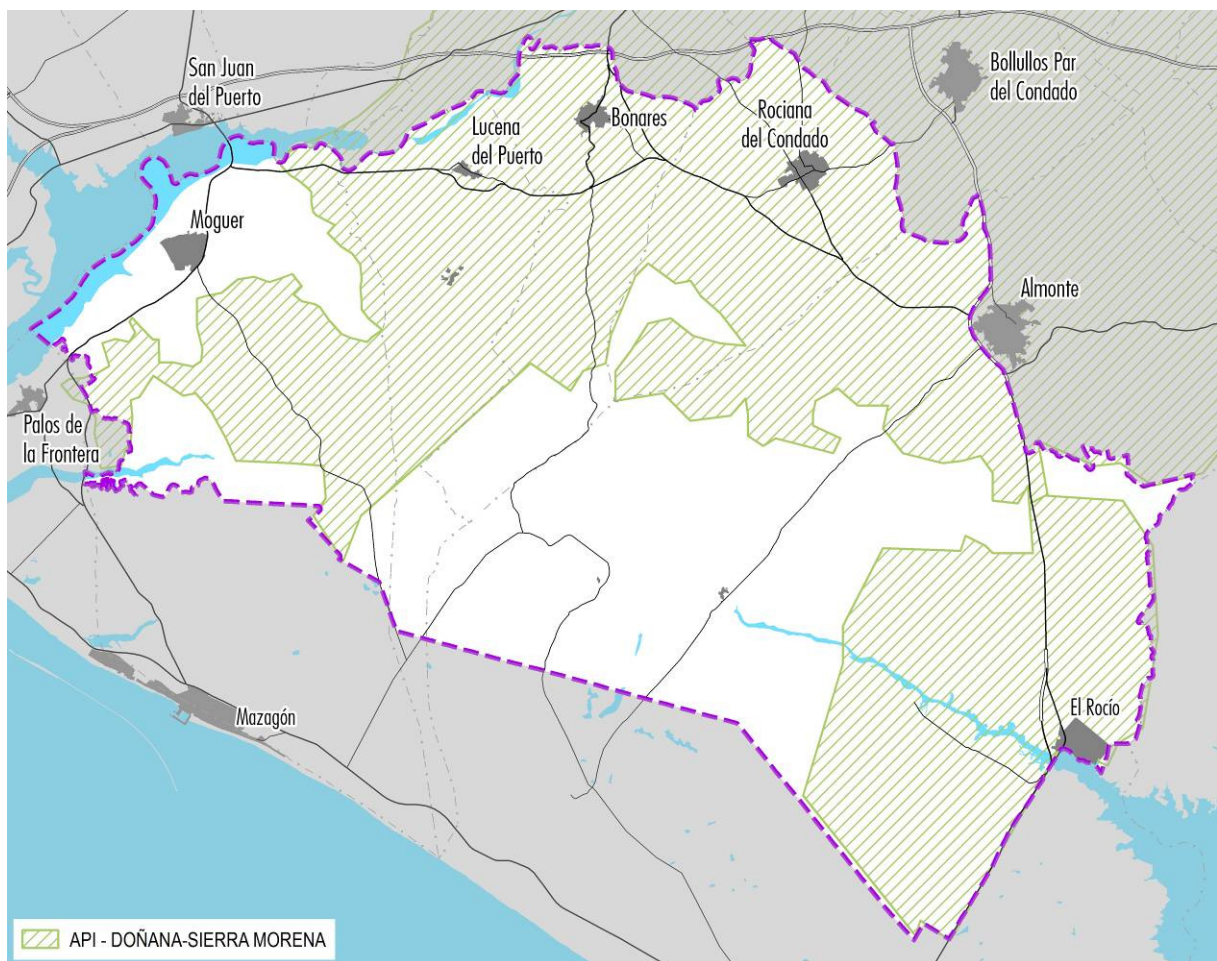 San Juan
del Puerto
Bollullos Par
del Condado
Bonares
Rociana
del Condado
Lucena
del Puerto
Moguer
Almonte
Palos de
la Frontera
Mazagón
El Rocío
API - DOÑANA-SIERRA MORENA